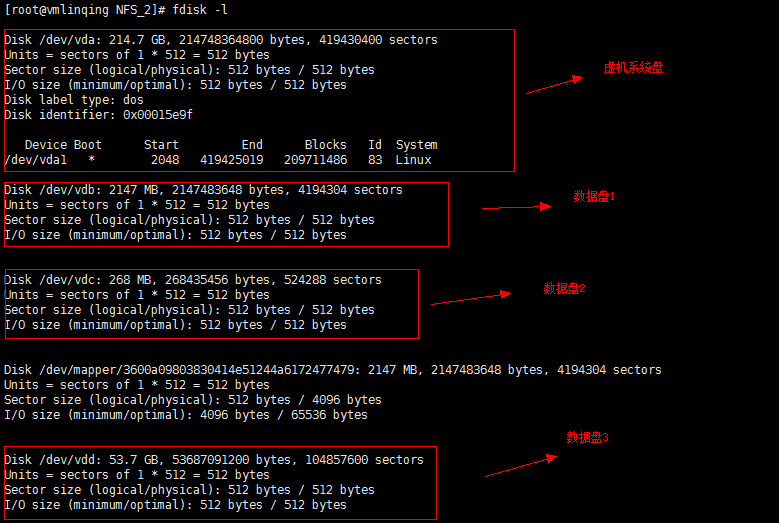 [root@vmlinqing NFS_2]# fdisk -l
Disk /dev/vda: 214.7 GB, 214748364800 bytes, 419430400 sectors
Units = sectors of 1 * 512 = 512 bytes
Sector size (logical/physical): 512 bytes / 512 bytes
I/O size (minimum/optimal): 512 bytes / 512 bytes
Disk label type: dos
Disk identifier: 0x00015e9f
虚机系统盘
Device Boot Start End Blocks Id System
/dev/vda1 * 2048 419425019 209711486 83 Linux
Disk /dev/vdb: 2147 MB, 2147483648 bytes, 4194304 sectors
Units = sectors of 1 * 512 = 512 bytes
Sector size (logical/physical): 512 bytes / 512 bytes
I/O size (minimum/optimal): 512 bytes / 512 bytes
数据盘1
Disk /dev/vdc: 268 MB, 268435456 bytes, 524288 sectors
Units = sectors of 1 * 512 = 512 bytes
Sector size (logical/physical): 512 bytes / 512 bytes
I/O size (minimum/optimal): 512 bytes / 512 bytes
数据盘2
Disk /dev/mapper/3600a09803830414e51244a6172477479: 2147 MB, 2147483648 bytes, 4194304 sectors
Units = sectors of 1 * 512 = 512 bytes
Sector size (logical/physical): 512 bytes / 4096 bytes
I/O size (minimum/optimal): 4096 bytes / 65536 bytes
Disk /dev/vdd: 53.7 GB, 53687091200 bytes, 104857600 sectors
Units = sectors of 1 * 512 = 512 bytes
Sector size (logical/physical): 512 bytes / 512 bytes
I/O size (minimum/optimal): 512 bytes / 512 bytes
数据盘3